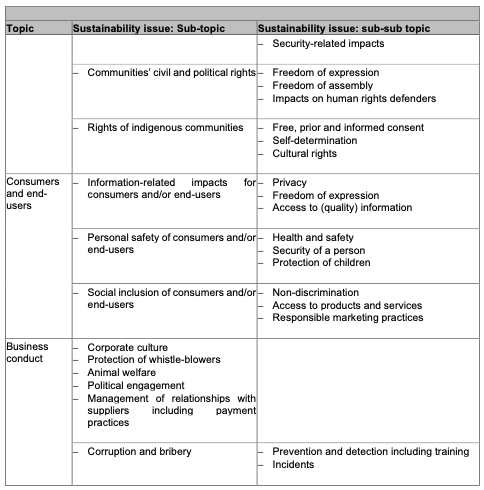 Topic Sustainability issue: Sub-topic Sustainability issue: sub-sub topic
– Security-related impacts
– Communities' civil and political rights – Freedom of expression
– Freedom of assembly
– Impacts on human rights defenders
– Rights of indigenous communities – Free, prior and informed consent
– Self-determination
– Cultural rights
Consumers – Information-related impacts for – Privacy
and end- consumers and/or end-users – Freedom of expression
users – Access to (quality) information
– Personal safety of consumers and/or – Health and safety
end-users – Security of a person
– Protection of children
– Social inclusion of consumers and/or – Non-discrimination
end-users – Access to products and services
– Responsible marketing practices
Business – Corporate culture
conduct – Protection of whistle-blowers
– Animal welfare
– Political engagement
– Management of relationships with
suppliers including payment
practices
– Corruption and bribery – Prevention and detection including training
– Incidents